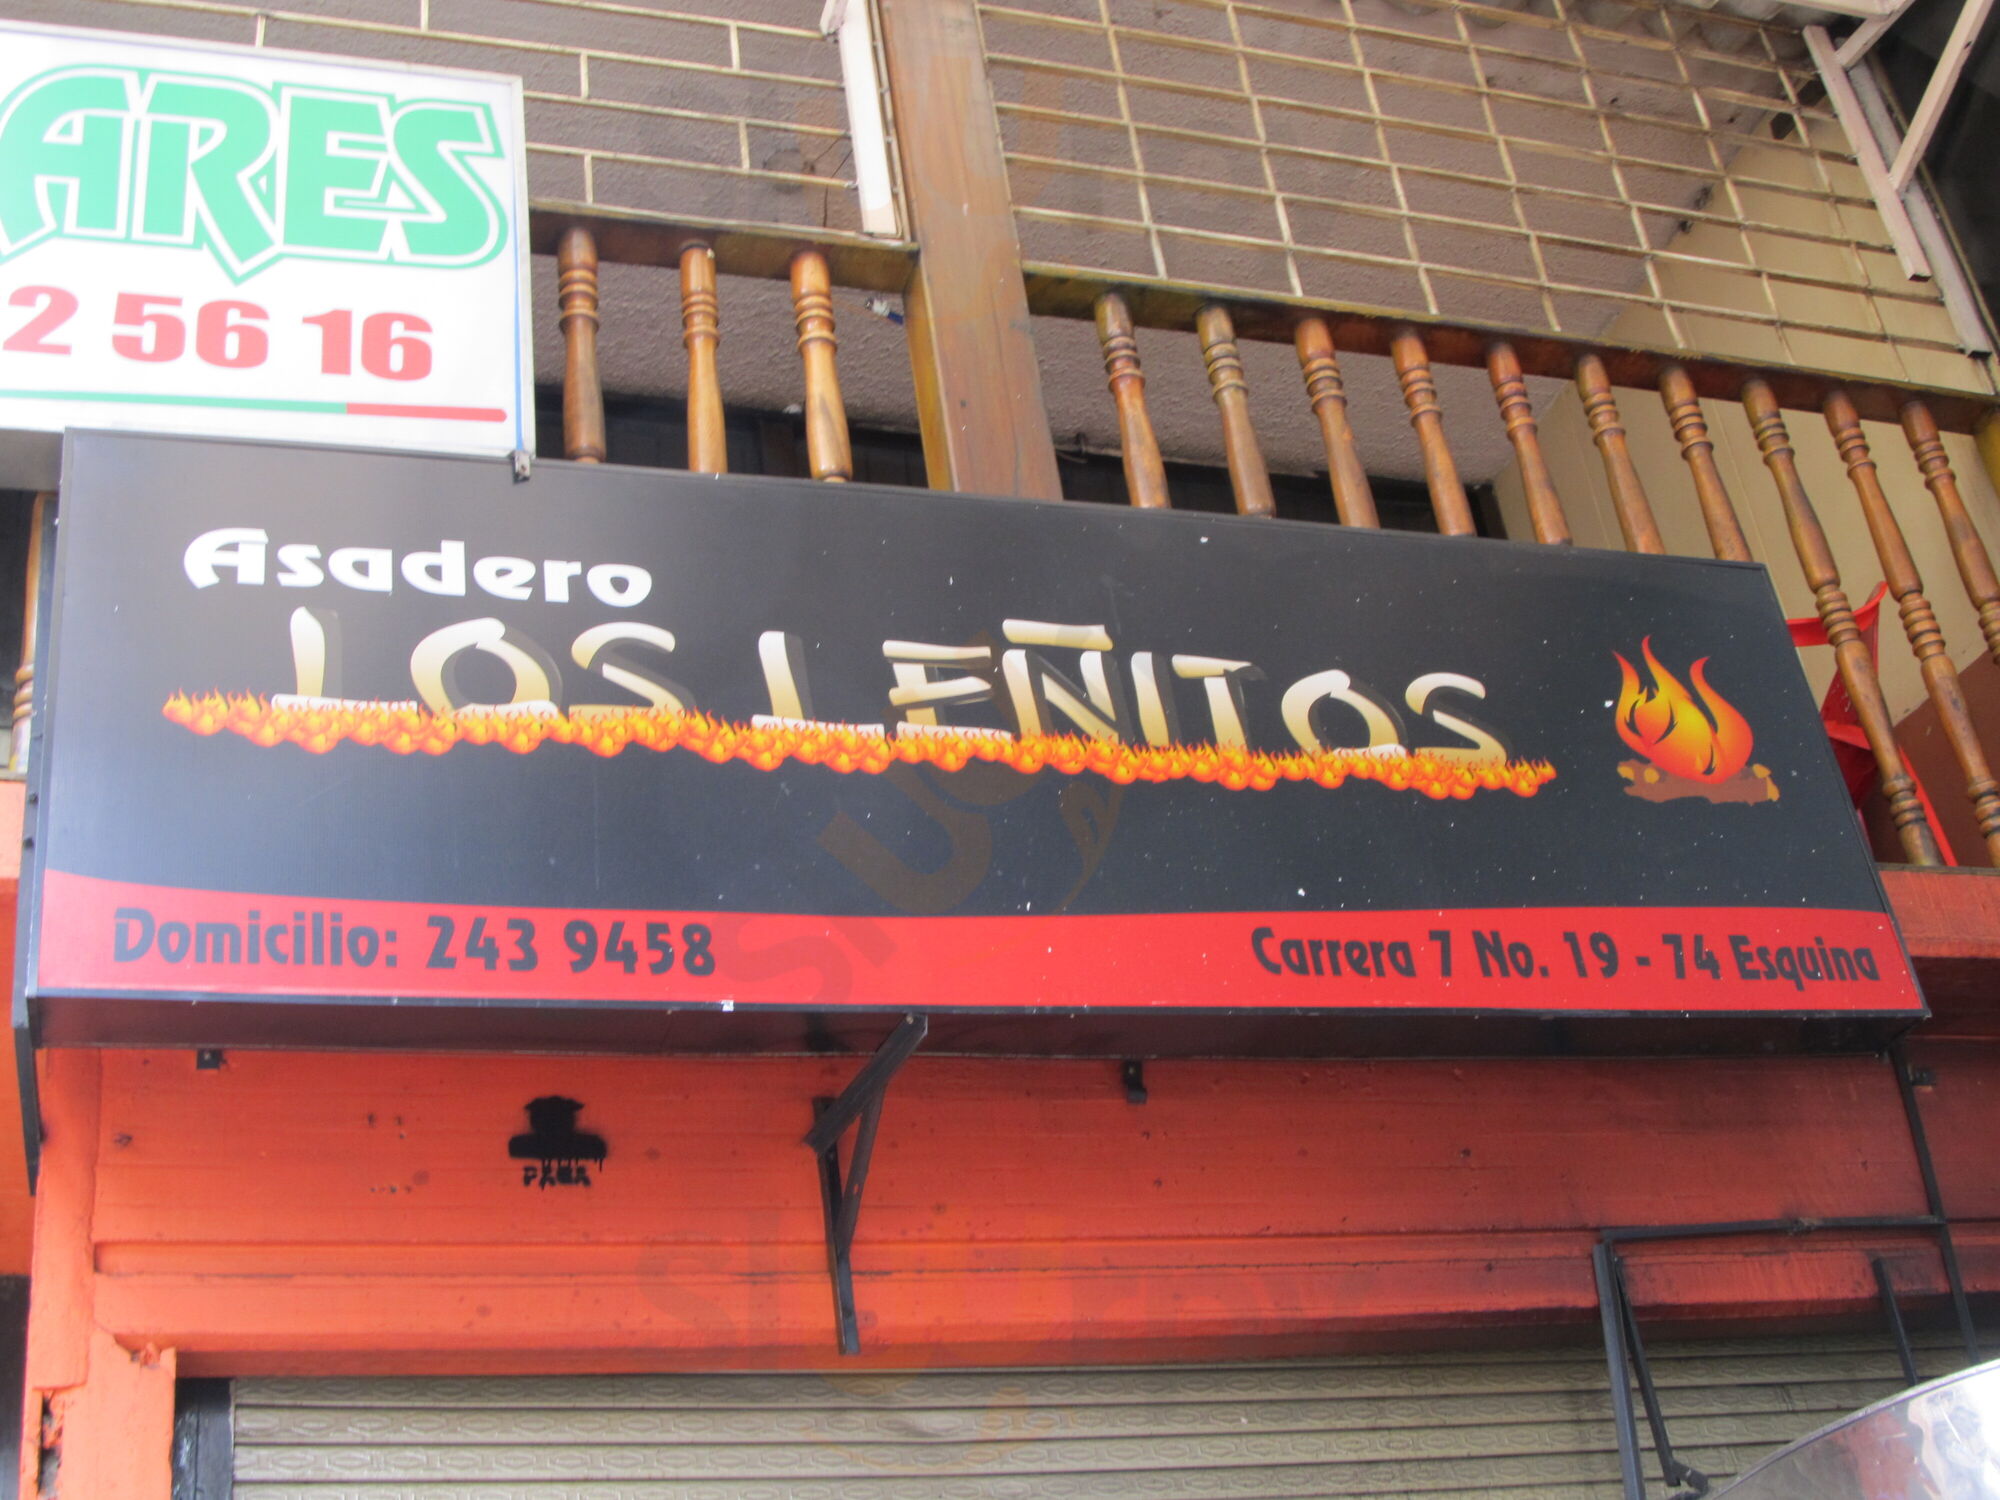 ARES
2 56 16
Asadero
LOS LEÑITOS
Domicilio: 243 9458
Carrera 7 No. 19 - 74 Esquina